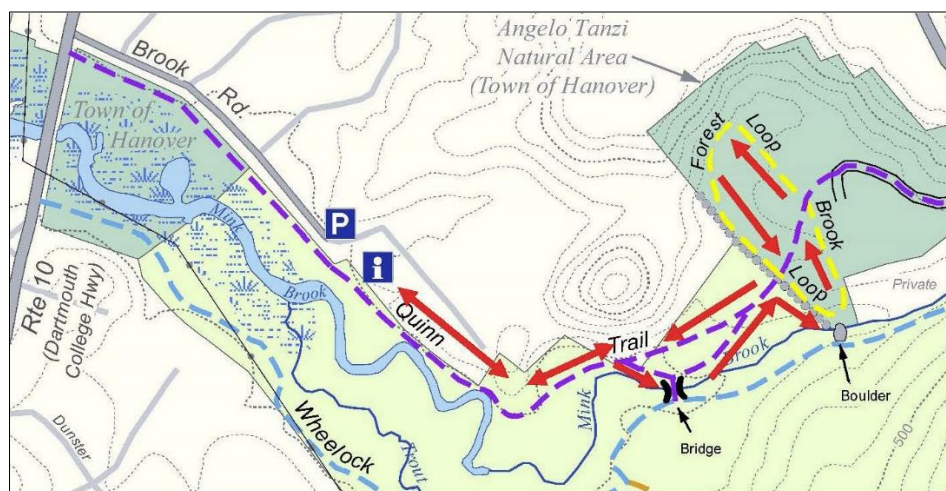 Brook
Rd.
Angelo Tanzi
Natural Area
(Town of Hanover)
Town of
Hanover
Forest
Loop
Mink
P
Brook
i
Brook
Loop
Private
Quinn
Trail
Rte 10
(Dartmouth
College Hwy)
Brook
Mink
Boulder
Bridge
Dunster
Wheelock
Trout
500